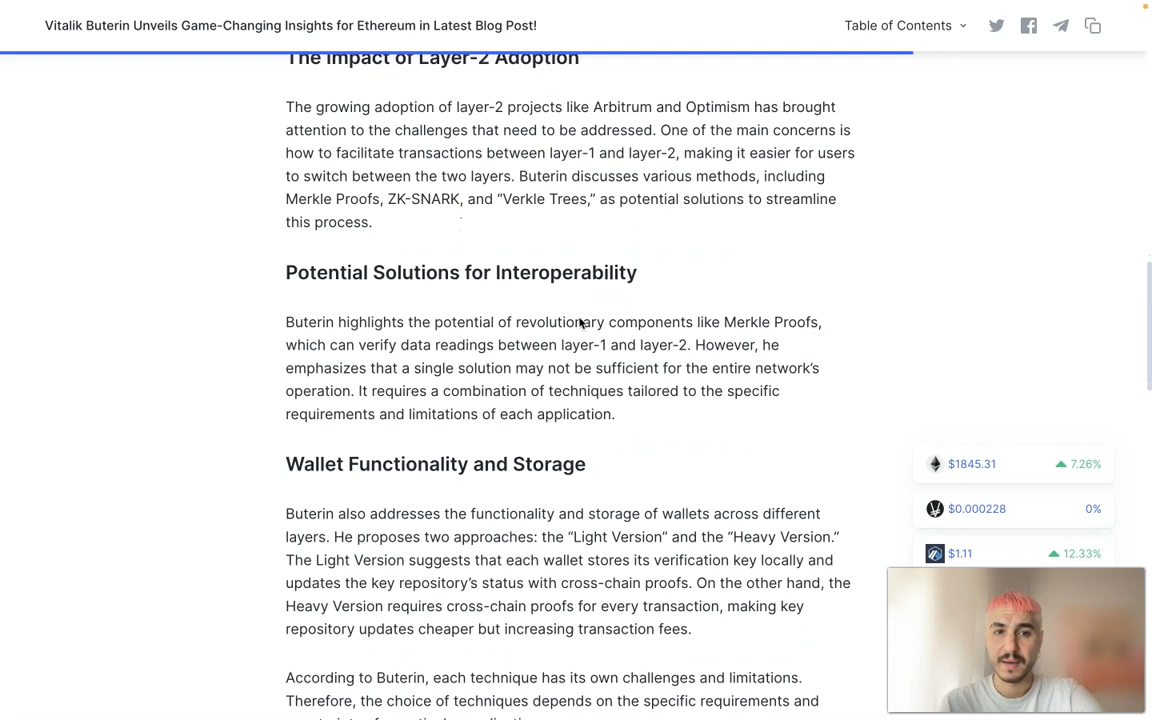 Vitalik Buterin Unveils Game-Changing Insights for Ethereum in Latest Blog Post!
Table of Contents
The Impact of Layer-2 Adoption
The growing adoption of layer-2 projects like Arbitrum and Optimism has brought
attention to the challenges that need to be addressed. One of the main concerns is
how to facilitate transactions between layer-1 and layer-2, making it easier for users
to switch between the two layers. Buterin discusses various methods, including
Merkle Proofs, ZK-SNARK, and “Verkle Trees,” as potential solutions to streamline
this process.
Potential Solutions for Interoperability
Buterin highlights the potential of revolutionary components like Merkle Proofs,
which can verify data readings between layer-1 and layer-2. However, he
emphasizes that a single solution may not be sufficient for the entire network’s
operation. It requires a combination of techniques tailored to the specific
requirements and limitations of each application.
Wallet Functionality and Storage
Buterin also addresses the functionality and storage of wallets across different
layers. He proposes two approaches: the “Light Version” and the “Heavy Version.”
The Light Version suggests that each wallet stores its verification key locally and
updates the key repository’s status with cross-chain proofs. On the other hand, the
Heavy Version requires cross-chain proofs for every transaction, making key
repository updates cheaper but increasing transaction fees.
According to Buterin, each technique has its own challenges and limitations.
Therefore, the choice of techniques depends on the specific requirements and
$1845.31 7.26%
$0.000228 0%
$1.11 12.33%